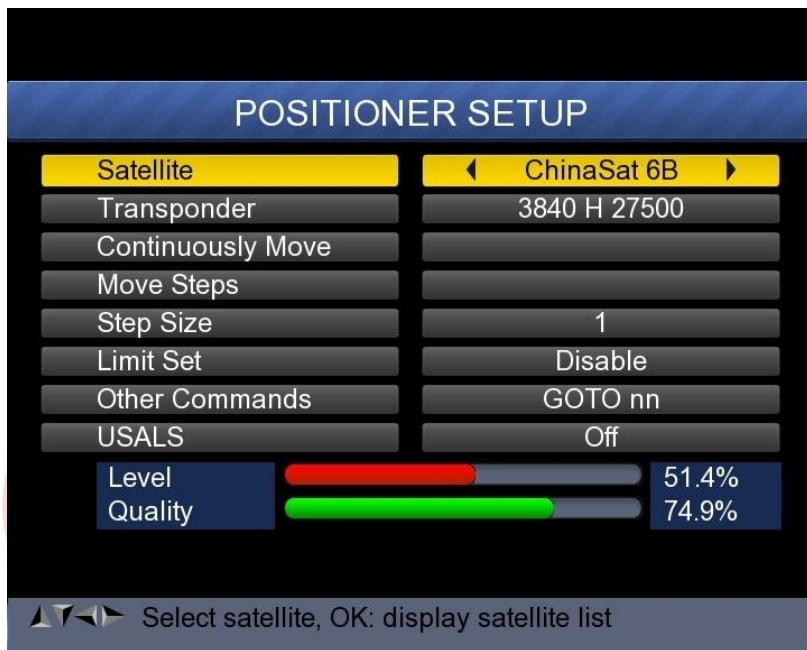 POSITIONER SETUP
Satellite ChinaSat 6B
Transponder 3840 H 27500
Continuously Move
Move Steps
Step Size 1
Limit Set Disable
Other Commands GOTO nn
USALS Off
Level 51.4%
Quality 74.9%
Select satellite, OK: display satellite list